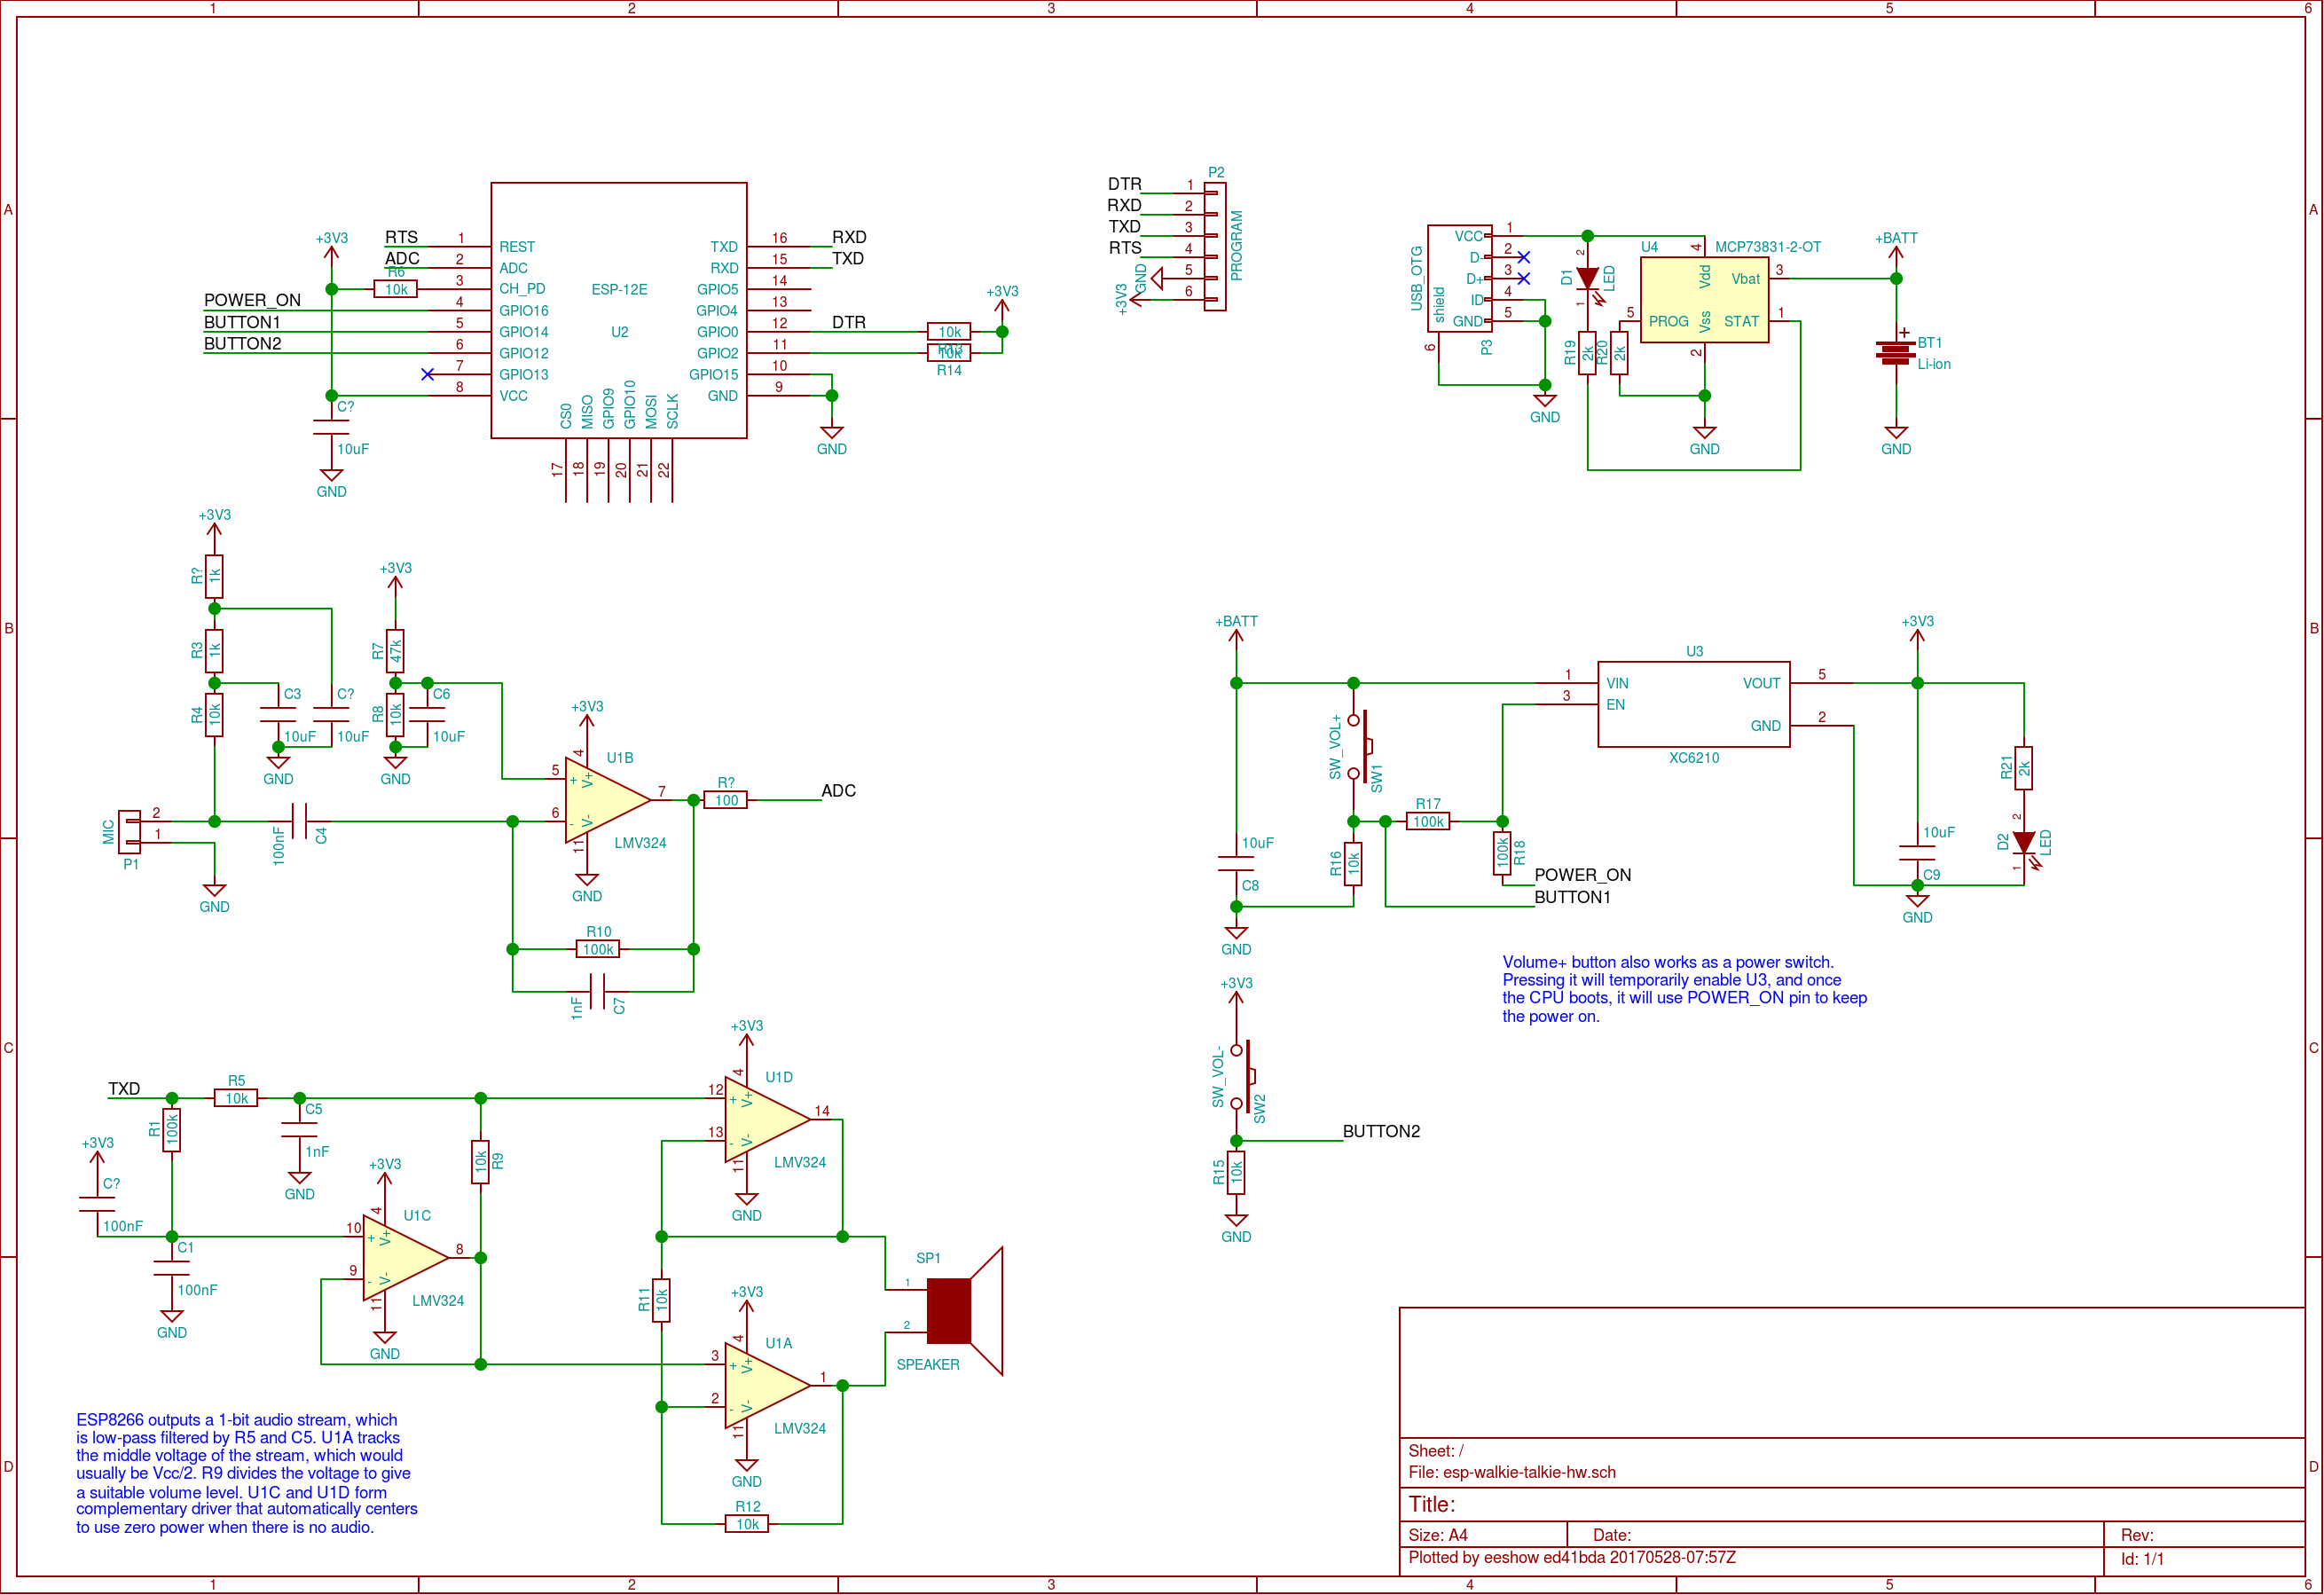 1 2 3 4 5 6
A
B
C
D
A
B
C
D
+3V3
RTS 1 REST
ADC 2 ADC
R6
10k 3 CH_PD
POWER_ON 4 GPIO16
BUTTON1 5 GPIO14
BUTTON2 6 GPIO12
7 GPIO13
8 VCC
C?
10uF
GND
ESP-12E
U2
TXD 16 RXD
RXD 15 TXD
GPIO5 14
GPIO4 13
GPIO0 12 DTR 10k
GPIO2 11 10k
R13
R14
GPIO15 10
GND 9
+3V3
GND
CS0 MISO GPIO9 GPIO10 MOSI SCLK
17 18 19 20 21 22
P2
DTR 1
RXD 2
TXD 3
RTS 4
GND 5
+3V3 6
PROGRAM
USB_OTG
shield
VCC 1
D- 2
D+ 3
ID 4
GND 5
6
P3
GND
D1
LED
2
1
R19
2k
R20
2k
U4 MCP73831-2-OT
4
Vdd
Vbat 3
5 PROG
Vss
STAT 1
2
GND
+BATT
+
BT1
Li-ion
GND
+3V3
R?
1k
R3
1k
R4
10k
C3
10uF
C?
10uF
GND
+3V3
R7
47k
R8
10k
C6
10uF
GND
MIC
2
1
P1
GND
100nF
C4
+3V3
4
U1B
5 + V+
6 - V-
7
11
LMV324
GND
R?
100
ADC
R10
100k
1nF
C7
+BATT
SW_VOL+
SW1
R17
100k
R16
10k
100k
R18
10uF
C8
GND
POWER_ON
BUTTON1
U3
1 VIN
3 EN
VOUT 5
GND 2
XC6210
+3V3
10uF
C9
GND
R21
2k
2
D2
LED
1
Volume+ button also works as a power switch.
Pressing it will temporarily enable U3, and once
the CPU boots, it will use POWER_ON pin to keep
the power on.
+3V3
SW_VOL-
SW2
BUTTON2
R15
10k
GND
TXD
R5
10k
R1
100k
C5
1nF
GND
+3V3
C?
100nF
C1
100nF
GND
+3V3
4
U1C
10 + V+
9 - V-
8
11
LMV324
GND
10k
R9
+3V3
4
U1D
12 + V+
13 - V-
14
11
LMV324
GND
R11
10k
+3V3
4
U1A
3 + V+
2 - V-
1
11
LMV324
GND
R12
10k
SP1
1
2
SPEAKER
ESP8266 outputs a 1-bit audio stream, which
is low-pass filtered by R5 and C5. U1A tracks
the middle voltage of the stream, which would
usually be Vcc/2. R9 divides the voltage to give
a suitable volume level. U1C and U1D form
complementary driver that automatically centers
to use zero power when there is no audio.
Sheet: /
File: esp-walkie-talkie-hw.sch
Title:
Size: A4 Date: Rev:
Plotted by eeshow ed41bda 20170528-07:57Z Id: 1/1
1 2 3 4 5 6